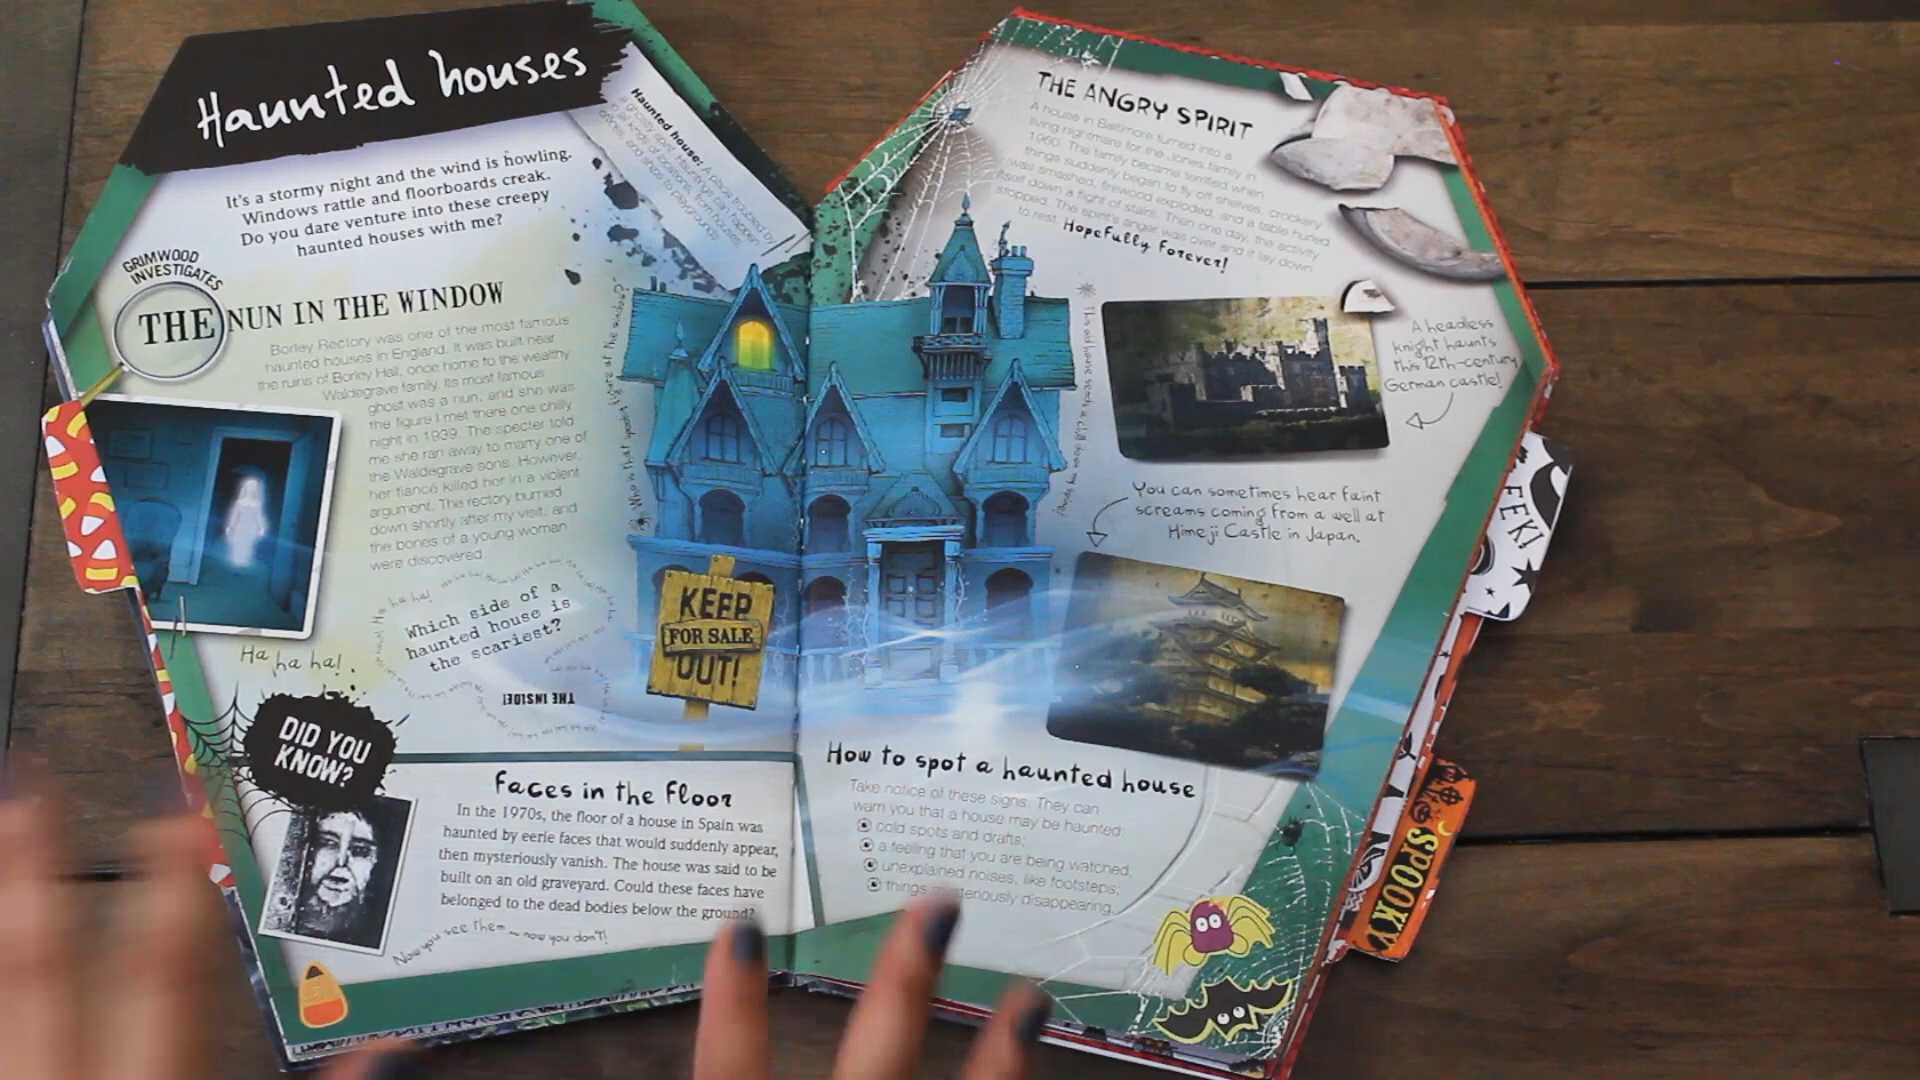 Haunted houses
It's a stormy night and the wind is howling.
Windows rattle and floorboards creak.
Do you dare venture into these creepy
haunted houses with me?
Haunted house: A place troubled by
GRIMWOOD
INVESTIGATES
THE NUN IN THE WINDOW
Borley Rectory was one of the most famous
haunted houses in England. It was built near
the ruins of Borley Hall, once home to the wealthy
Waldegrave family. Its most famous
ghost was a nun, and she was
the figure I met there one chilly
night in 1939. The specter told
me she ran away to marry one of
the Waldegrave sons. However,
her fiancé killed her in a violent
argument. The rectory burned
down shortly after my visit, and
the bones of a young woman
were discovered.
Ha ha ha!
Which side of a
haunted house is
the scariest?
THE INSIDE!
DID YOU
KNOW?
Faces in the Floor
In the 1970s, the floor of a house in Spain was
haunted by eerie faces that would suddenly appear,
then mysteriously vanish. The house was said to be
built on an old graveyard. Could these faces have
belonged to the dead bodies below the ground?
Now you see them – now you don't!
KEEP
FOR SALE
OUT!
THE ANGRY SPIRIT
A house in Baltimore turned into a
living nightmare for the Jones family in
1960. The family became terrified when
things suddenly began to fly off shelves, crockery
was smashed, firewood exploded, and a table hurled
itself down a flight of stairs. Then one day, the activity
stopped. The spirit's anger was over and it lay down
to rest. Hopefully forever!
A headless
knight haunts
this 12th-century
German castle!
You can sometimes hear faint
screams coming from a well at
Himeji Castle in Japan.
How to spot a haunted house
Take notice of these signs. They can
warn you that a house may be haunted:
cold spots and drafts;
a feeling that you are being watched;
unexplained noises, like footsteps;
things disappearing.
EEK!
SPOOKY